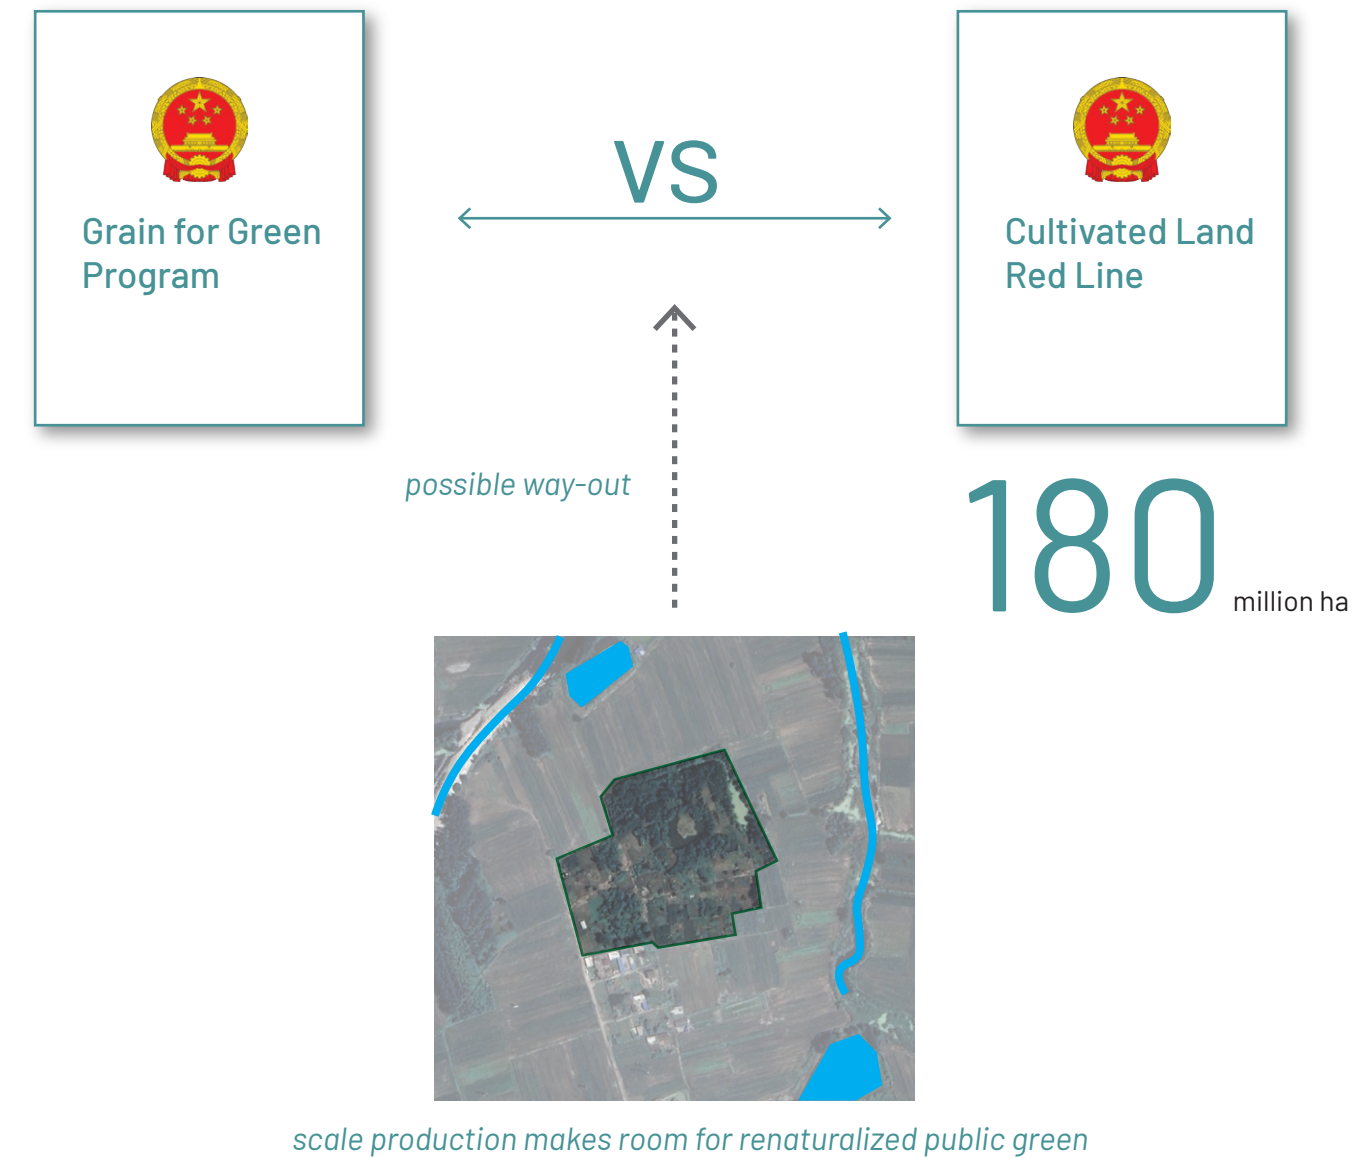 Grain for Green
Program
VS
Cultivated Land
Red Line
possible way-out
180
million ha
scale production makes room for renaturalized public green